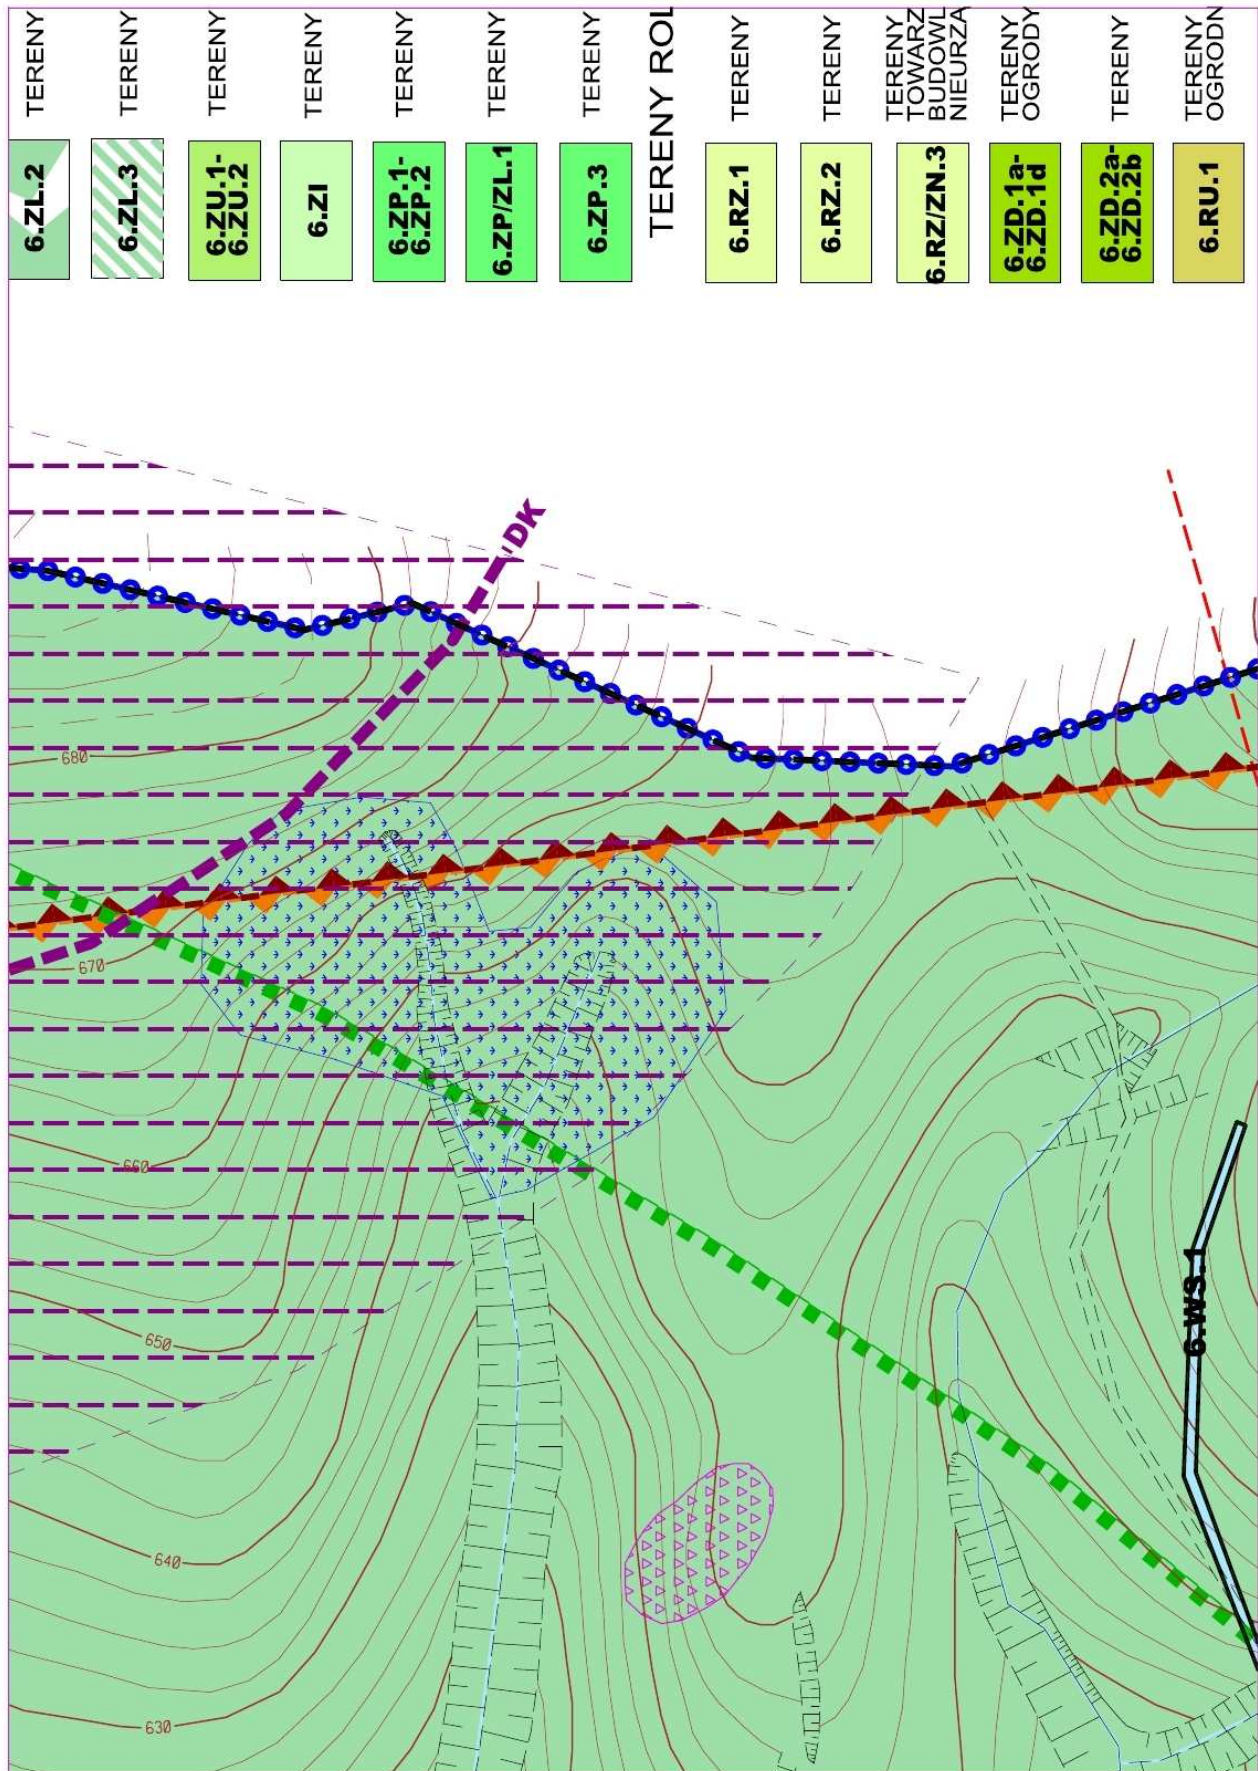 6.ZL.2
TERENY
6.ZL.3
TERENY
6.ZU.1-
6.ZU.2
TERENY
6.ZI
TERENY
6.ZP.1-
6.ZP.2
TERENY
6.ZP/ZL.1
TERENY
6.ZP.3
TERENY
TERENY ROL
6.RZ.1
TERENY
6.RZ.2
TERENY
6.RZ/ZN.3
TERENY
TOWARZ
BUDOWL
NIEURZĄ
6.ZD.1a-
6.ZD.1d
TERENY
OGRODY
6.ZD.2a-
6.ZD.2b
TERENY
6.RU.1
TERENY
OGRODN
'DK
680
670
660
650
640
630
6.WS.1